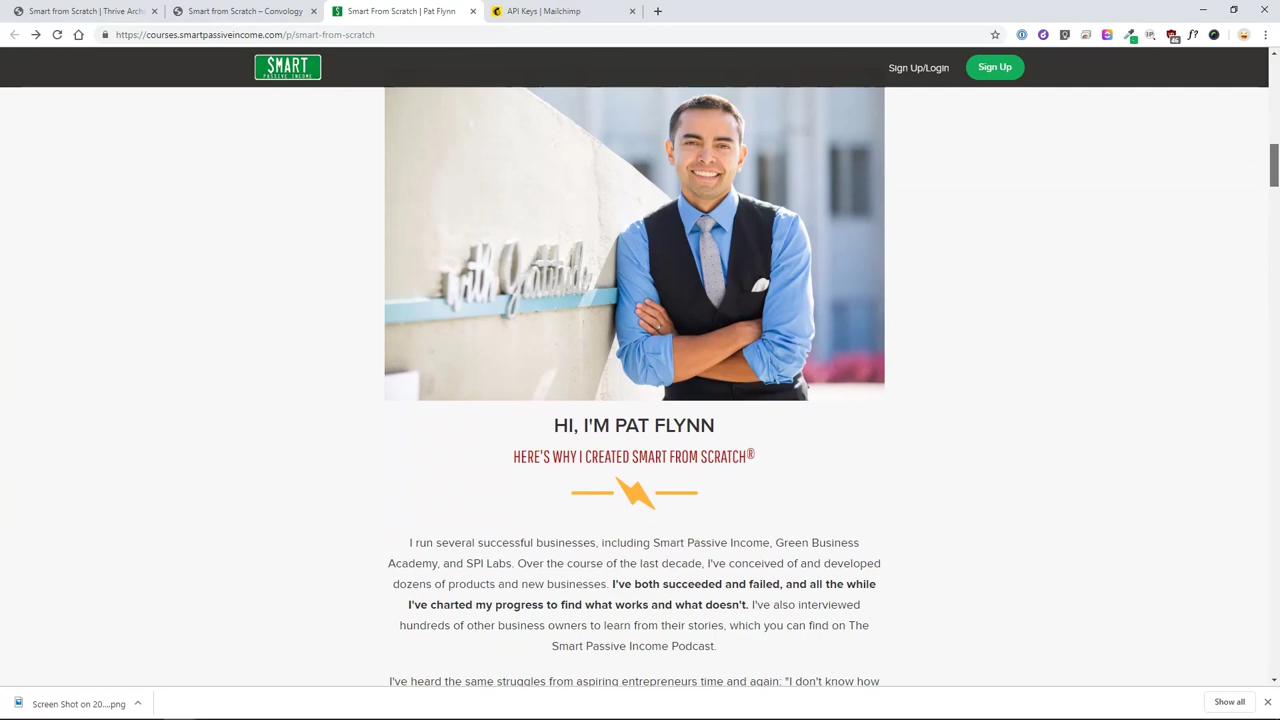 Smart from Scratch | Thrive Archi
Smart from Scratch – Convology
Smart From Scratch | Pat Flynn
API Keys | Mailchimp
https://courses.smartpassiveincome.com/p/smart-from-scratch
SMART
PASSIVE INCOME
Sign Up/Login
Sign Up
with Gratitude
HI, I'M PAT FLYNN
HERE'S WHY I CREATED SMART FROM SCRATCH®
I run several successful businesses, including Smart Passive Income, Green Business
Academy, and SPI Labs. Over the course of the last decade, I've conceived of and developed
dozens of products and new businesses. I've both succeeded and failed, and all the while
I've charted my progress to find what works and what doesn't. I've also interviewed
hundreds of other business owners to learn from their stories, which you can find on The
Smart Passive Income Podcast.
I've heard the same struggles from aspiring entrepreneurs time and again: "I don't know how
Screen Shot on 20....png
Show all